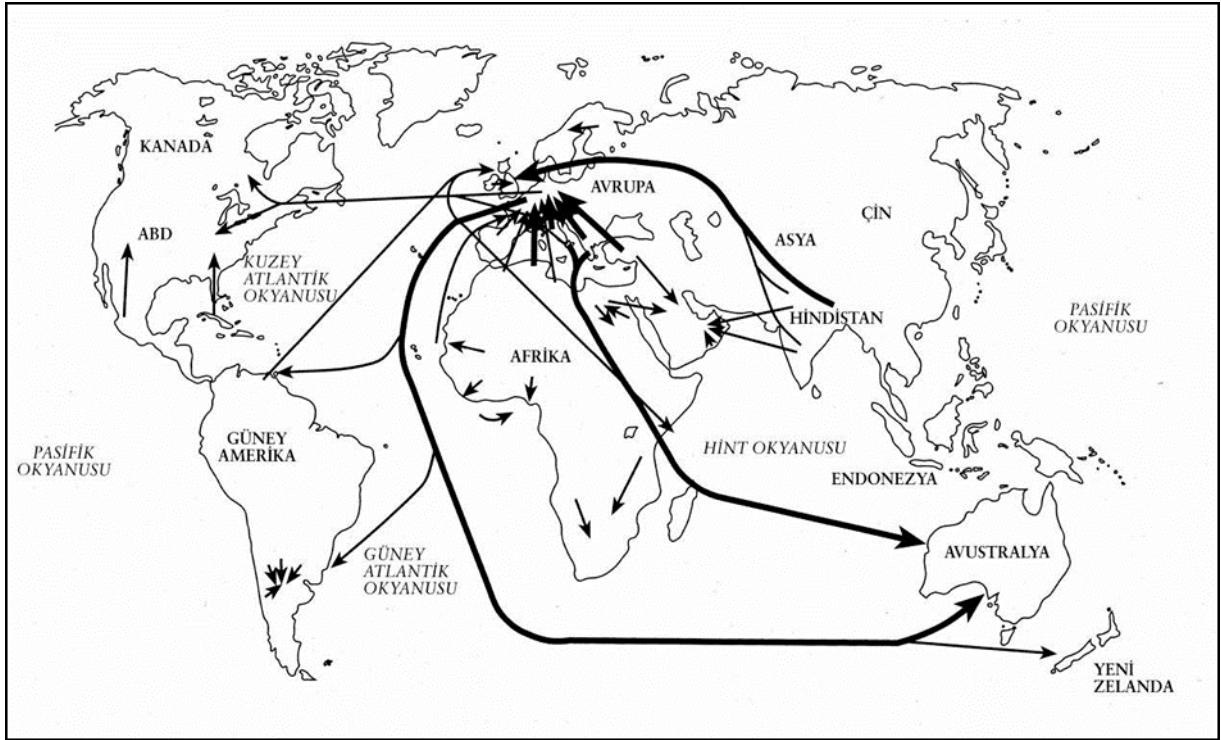 KANADA
AVRUPA
ÇİN
ABD
ASYA
KUZEY
ATLANTİK
OKYANUSU
HİNDİSTAN
PASİFİK
OKYANUSU
AFRİKA
PASİFİK
OKYANUSU
GÜNEY
AMERİKA
HİNT OKYANUSU
ENDONEZYA
GÜNEY
ATLANTİK
OKYANUSU
AVUSTRALYA
YENİ
ZELANDA